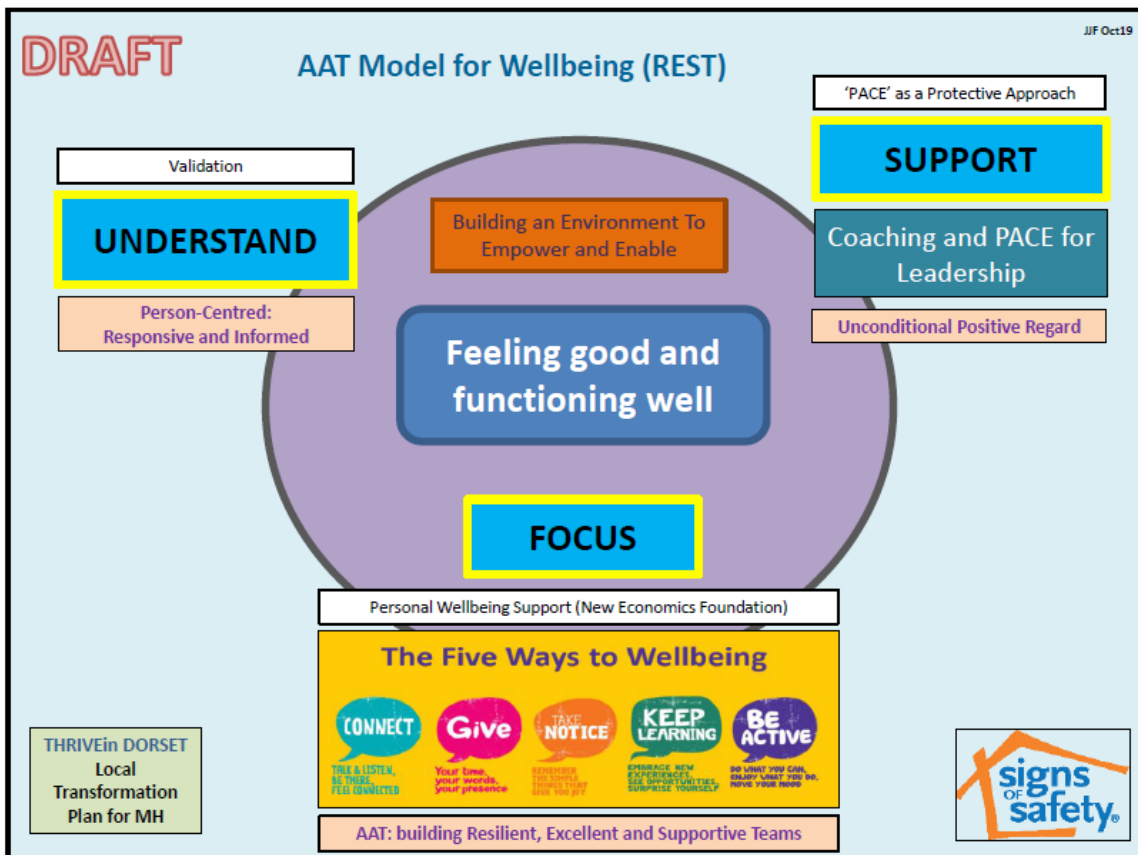 DRAFT
JJF Oct19
AAT Model for Wellbeing (REST)
'PACE' as a Protective Approach
SUPPORT
Coaching and PACE for
Leadership
Unconditional Positive Regard
Validation
UNDERSTAND
Person-Centred:
Responsive and Informed
Building an Environment To
Empower and Enable
Feeling good and
functioning well
FOCUS
Personal Wellbeing Support (New Economics Foundation)
The Five Ways to Wellbeing
CONNECT
TALK & LISTEN,
BE THERE,
FEEL CONNECTED
Give
Your time,
your words,
your presence
TAKE
NOTICE
REMEMBER
THE SIMPLE
THINGS THAT
GIVE YOU JOY
KEEP
LEARNING
EMBRACE NEW
EXPERIENCES,
SEE OPPORTUNITIES,
SURPRISE YOURSELF
BE
ACTIVE
DO WHAT YOU CAN,
ENJOY WHAT YOU DO,
MOVE YOUR MOOD
AAT: building Resilient, Excellent and Supportive Teams
THRIVEin DORSET
Local
Transformation
Plan for MH
signs
OF
safety®